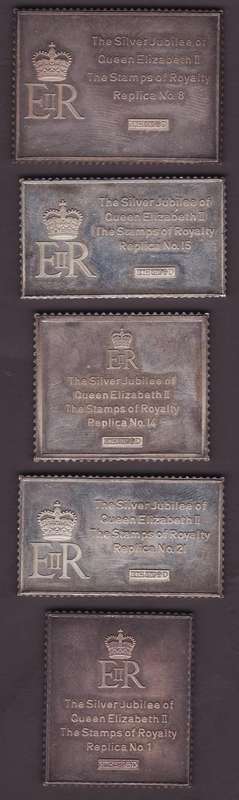 The Silver Jubilee of
Queen Elizabeth II
The Stamps of Royalty
Replica No. 8
EIIR
The Silver Jubilee of
Queen Elizabeth II
The Stamps of Royalty
Replica No. 15
EIIR
EIIR
The Silver Jubilee of
Queen Elizabeth II
The Stamps of Royalty
Replica No. 14
The Silver Jubilee of
Queen Elizabeth II
The Stamps of Royalty
Replica No. 21
EIIR
EIIR
The Silver Jubilee of
Queen Elizabeth II
The Stamps of Royalty
Replica No. 1